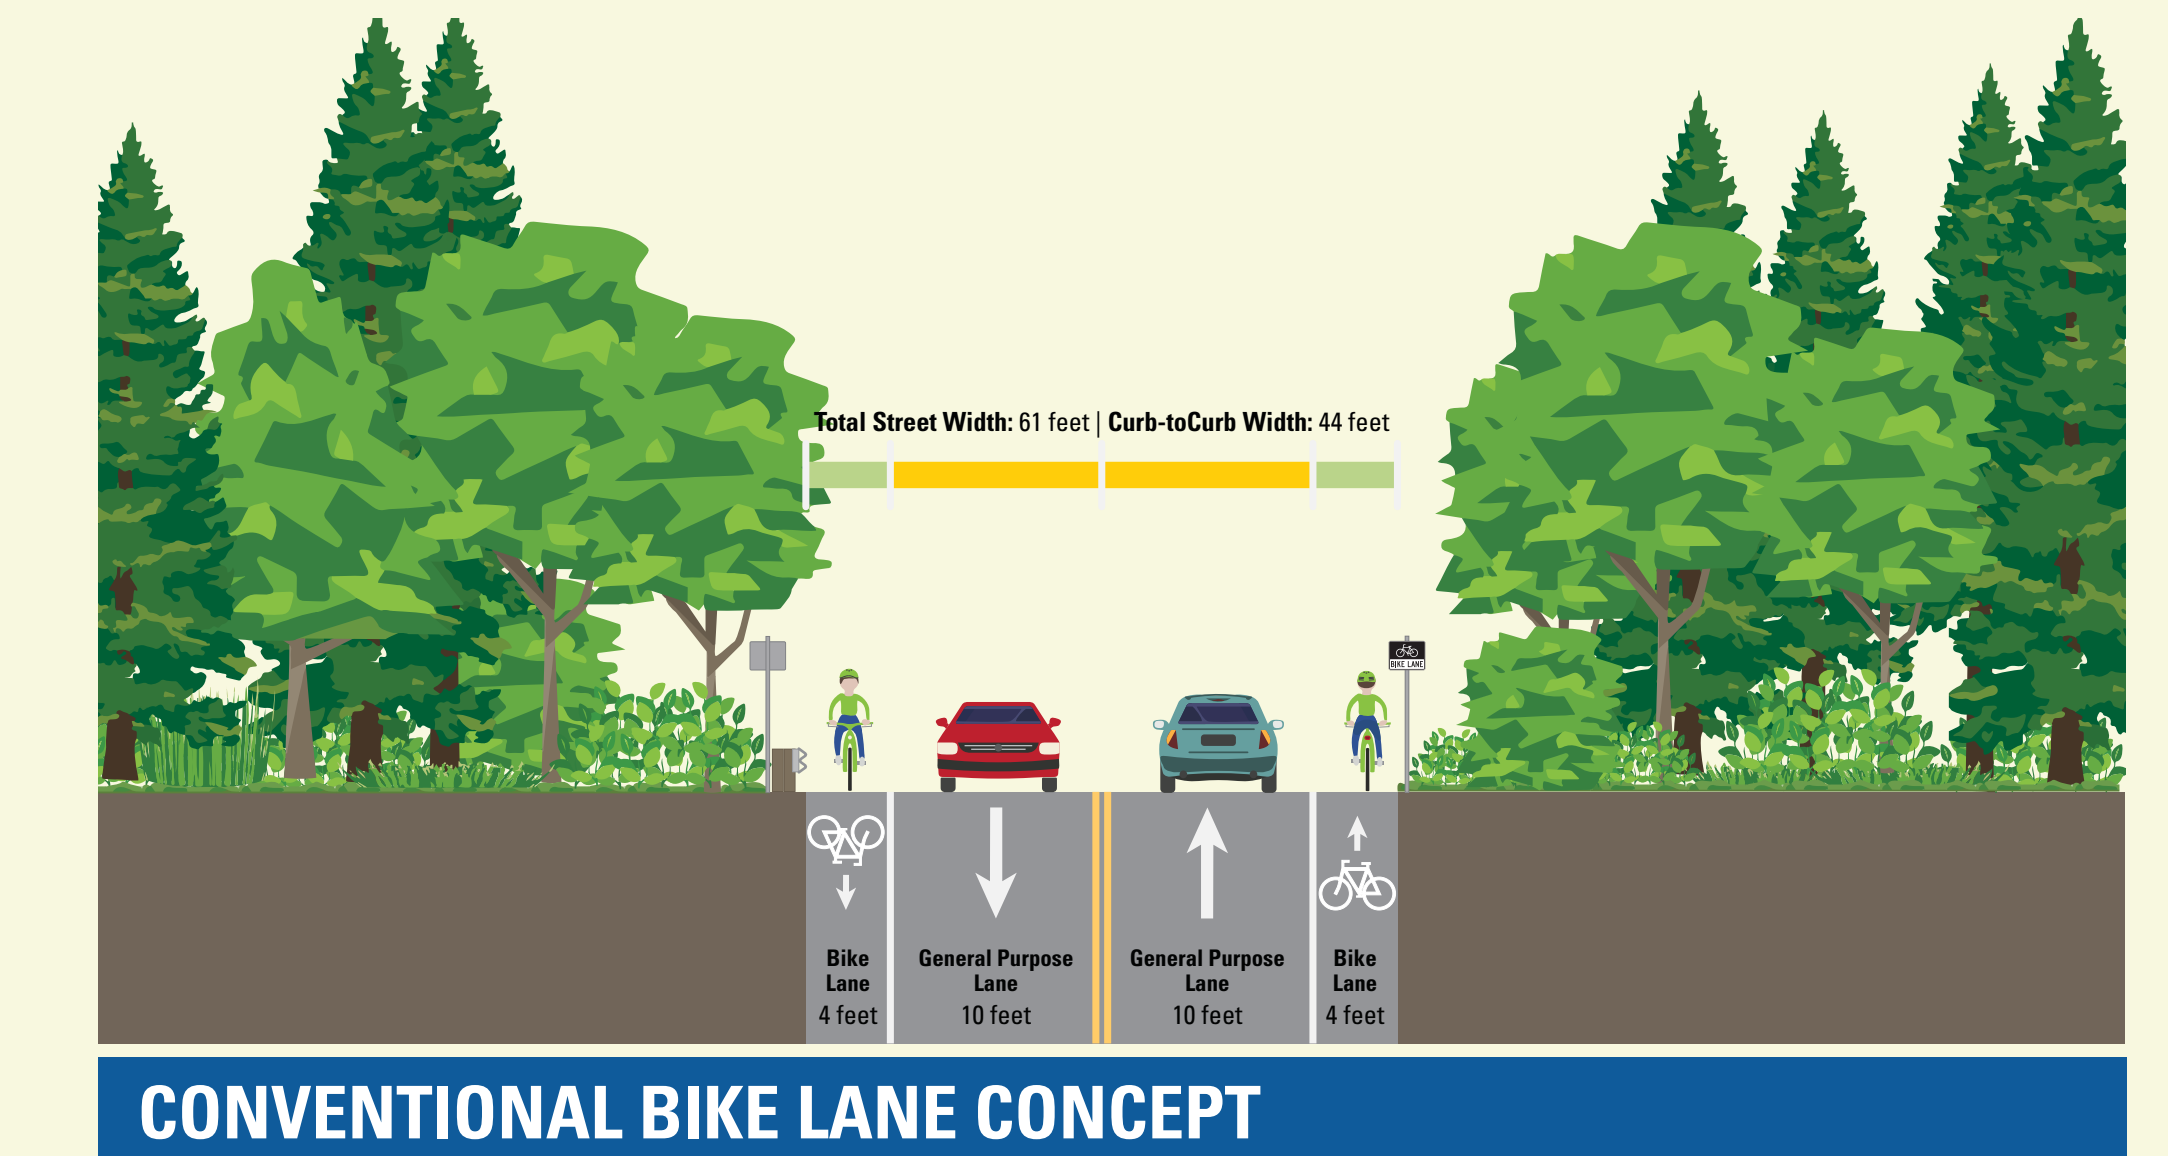 Total Street Width: 61 feet | Curb-toCurb Width: 44 feet
BIKE LANE
Bike
Lane
4 feet
General Purpose
Lane
10 feet
General Purpose
Lane
10 feet
Bike
Lane
4 feet
CONVENTIONAL BIKE LANE CONCEPT